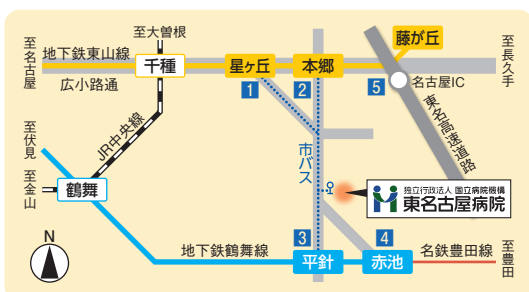 至大曽根
至名古屋
地下鉄東山線
千種
星ヶ丘
本郷
藤が丘
至長久手
広小路通
1
2
5
名古屋IC
東名高速道路
至伏見
JR中央線
市バス
至金山
鶴舞
独立行政法人 国立病院機構
東名古屋病院
N
地下鉄鶴舞線
3
平針
4
赤池
名鉄豊田線
至豊田